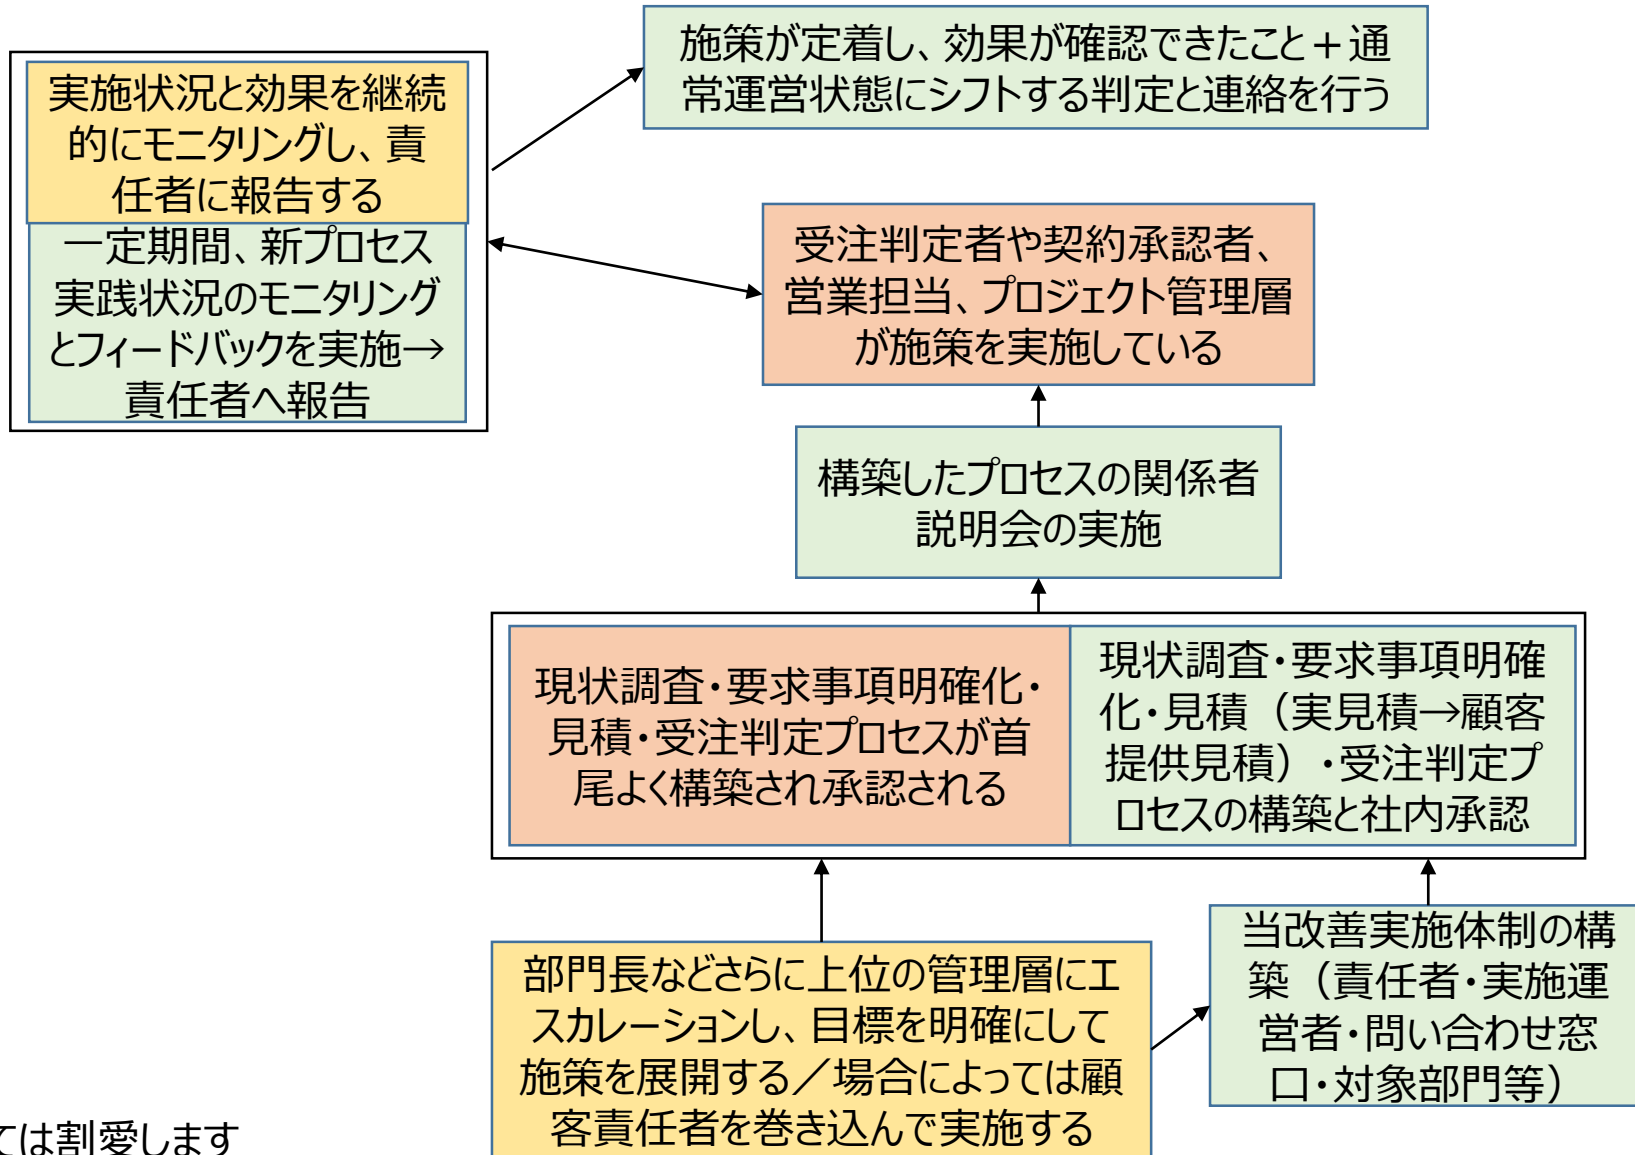 施策が定着し、効果が確認できたこと＋通
常運営状態にシフトする判定と連絡を行う
実施状況と効果を継続
的にモニタリングし、責
任者に報告する
一定期間、新プロセス
実践状況のモニタリング
とフィードバックを実施→
責任者へ報告
受注判定者や契約承認者、
営業担当、プロジェクト管理層
が施策を実施している
構築したプロセスの関係者
説明会の実施
現状調査・要求事項明確化・
見積・受注判定プロセスが首
尾よく構築され承認される
現状調査・要求事項明確
化・見積（実見積→顧客
提供見積）・受注判定プ
ロセスの構築と社内承認
部門長などさらに上位の管理層にエ
スカレーションし、目標を明確にして
施策を展開する／場合によっては顧
客責任者を巻き込んで実施する
当改善実施体制の構
築（責任者・実施運
営者・問い合わせ窓
口・対象部門等）
ては割愛します